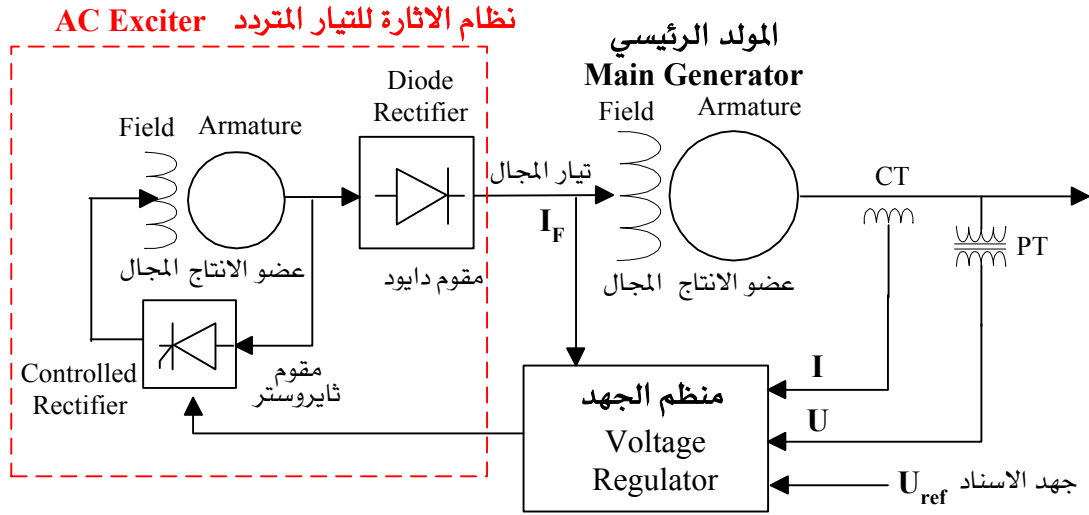 AC Exciter نظام الاثارة للتيار المتردد
المولد الرئيسي
Main Generator
Diode
Rectifier
Field
Armature
Field
Armature
CT
تيار المجال
I_F
PT
عضو الانتاج
المجال
مقوم دايود
عضو الانتاج
المجال
Controlled
Rectifier
مقوم
ثايروستر
منظم الجهد
Voltage
Regulator
I
U
U_ref جهد الاسناد